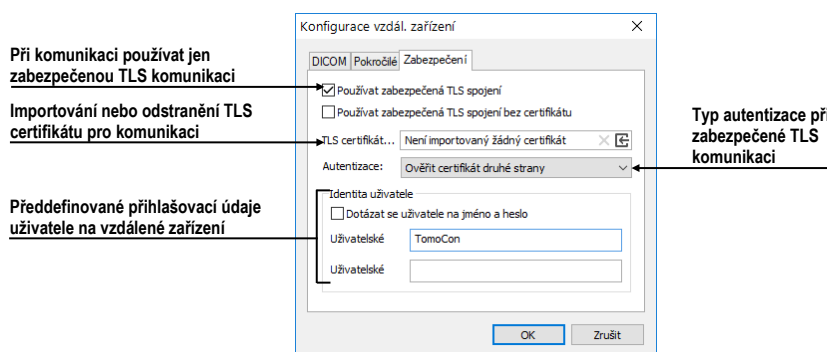 Konfigurace vzdál. zařízení
DICOM Pokročilé Zabezpečení
Při komunikaci používat jen
zabezpečenou TLS komunikaci
Používat zabezpečená TLS spojení
Používat zabezpečená TLS spojení bez certifikátu
Importování nebo odstranění TLS
certifikátu pro komunikaci
TLS certifikát... Není importovaný žádný certifikát
Typ autentizace při
zabezpečené TLS
komunikaci
Autentizace: Ověřit certifikát druhé strany
Identita uživatele
Dotázat se uživatele na jméno a heslo
Předdefinované přihlašovací údaje
uživatele na vzdálené zařízení
Uživatelské TomoCon
Uživatelské
OK Zrušit